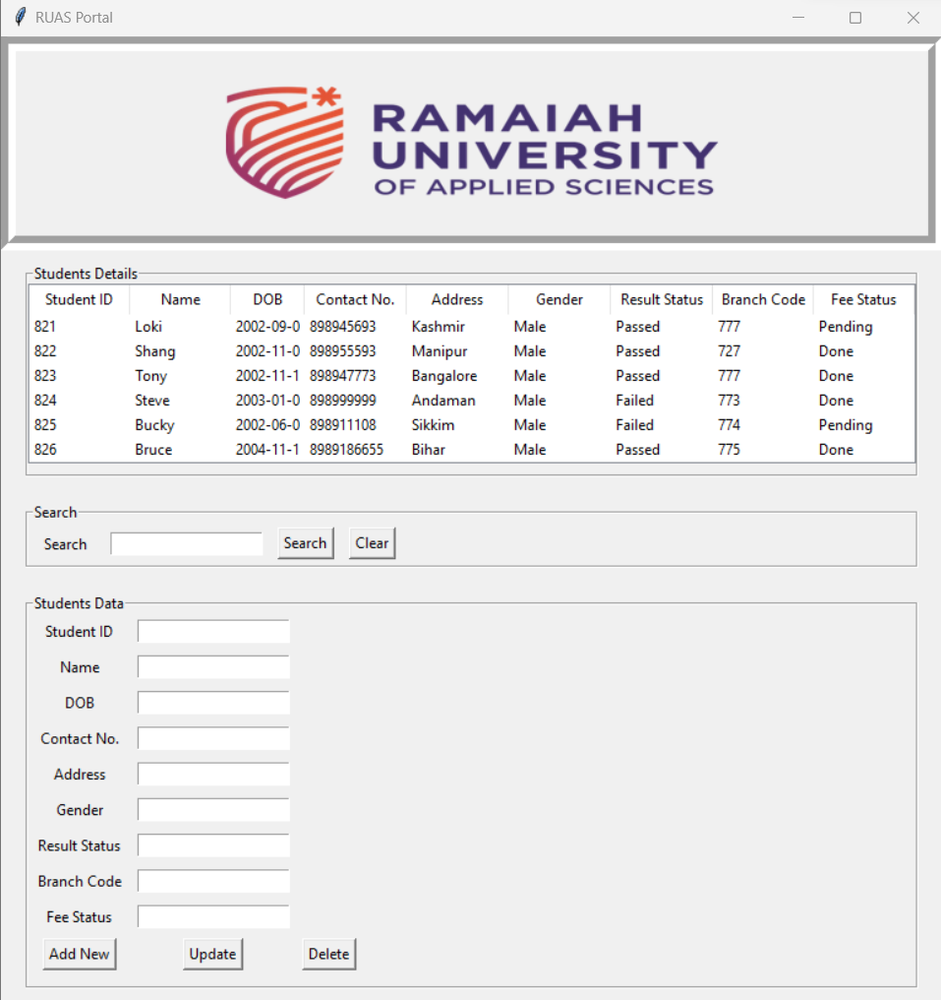 RUAS Portal
RAMAIAH
UNIVERSITY
OF APPLIED SCIENCES
Students Details
Student ID Name DOB Contact No. Address Gender Result Status Branch Code Fee Status
821 Loki 2002-09-0 898945693 Kashmir Male Passed 777 Pending
822 Shang 2002-11-0 898955593 Manipur Male Passed 727 Done
823 Tony 2002-11-1 898947773 Bangalore Male Passed 777 Done
824 Steve 2003-01-0 898999999 Andaman Male Failed 773 Done
825 Bucky 2002-06-0 898911108 Sikkim Male Failed 774 Pending
826 Bruce 2004-11-1 8989186655 Bihar Male Passed 775 Done
Search
Search Search Clear
Students Data
Student ID
Name
DOB
Contact No.
Address
Gender
Result Status
Branch Code
Fee Status
Add New Update Delete